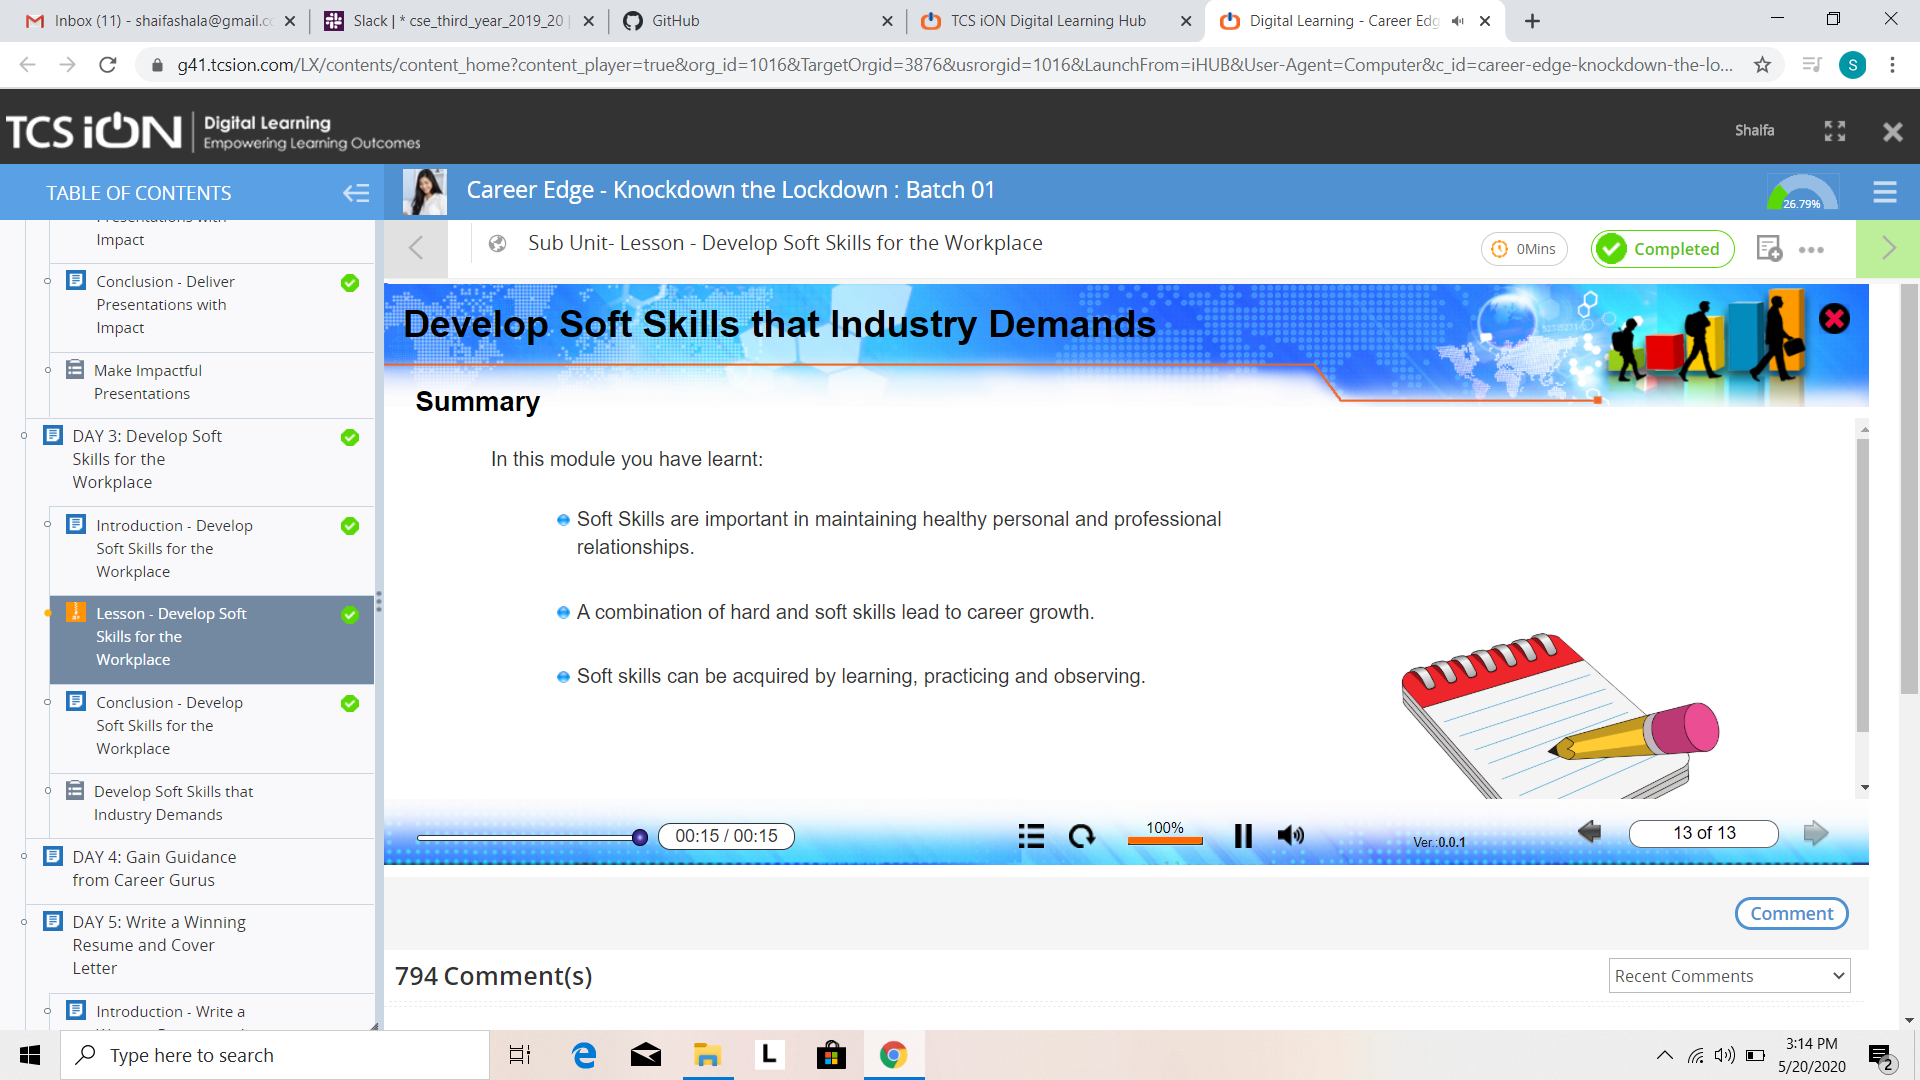 Inbox (11) - shaifashala@gmail.c
Slack | * cse_third_year_2019_20 |
GitHub
TCS iON Digital Learning Hub
Digital Learning - Career Edg
g41.tcsion.com/LX/contents/content_home?content_player=true&org_id=1016&TargetOrgid=3876&usrorgid=1016&LaunchFrom=iHUB&User-Agent=Computer&c_id=career-edge-knockdown-the-lo...
S
TCS iON
Digital Learning
Empowering Learning Outcomes
Shaifa
TABLE OF CONTENTS
Career Edge - Knockdown the Lockdown : Batch 01
26.79%
Presentations with
Impact
Conclusion - Deliver
Presentations with
Impact
Make Impactful
Presentations
DAY 3: Develop Soft
Skills for the
Workplace
Introduction - Develop
Soft Skills for the
Workplace
Lesson - Develop Soft
Skills for the
Workplace
Conclusion - Develop
Soft Skills for the
Workplace
Develop Soft Skills that
Industry Demands
DAY 4: Gain Guidance
from Career Gurus
DAY 5: Write a Winning
Resume and Cover
Letter
Introduction - Write a
Sub Unit- Lesson - Develop Soft Skills for the Workplace
0Mins
Completed
Develop Soft Skills that Industry Demands
Summary
In this module you have learnt:
Soft Skills are important in maintaining healthy personal and professional
relationships.
A combination of hard and soft skills lead to career growth.
Soft skills can be acquired by learning, practicing and observing.
00:15 / 00:15
100%
Ver.:0.0.1
13 of 13
Comment
794 Comment(s)
Recent Comments
Type here to search
L
3:14 PM
5/20/2020
2